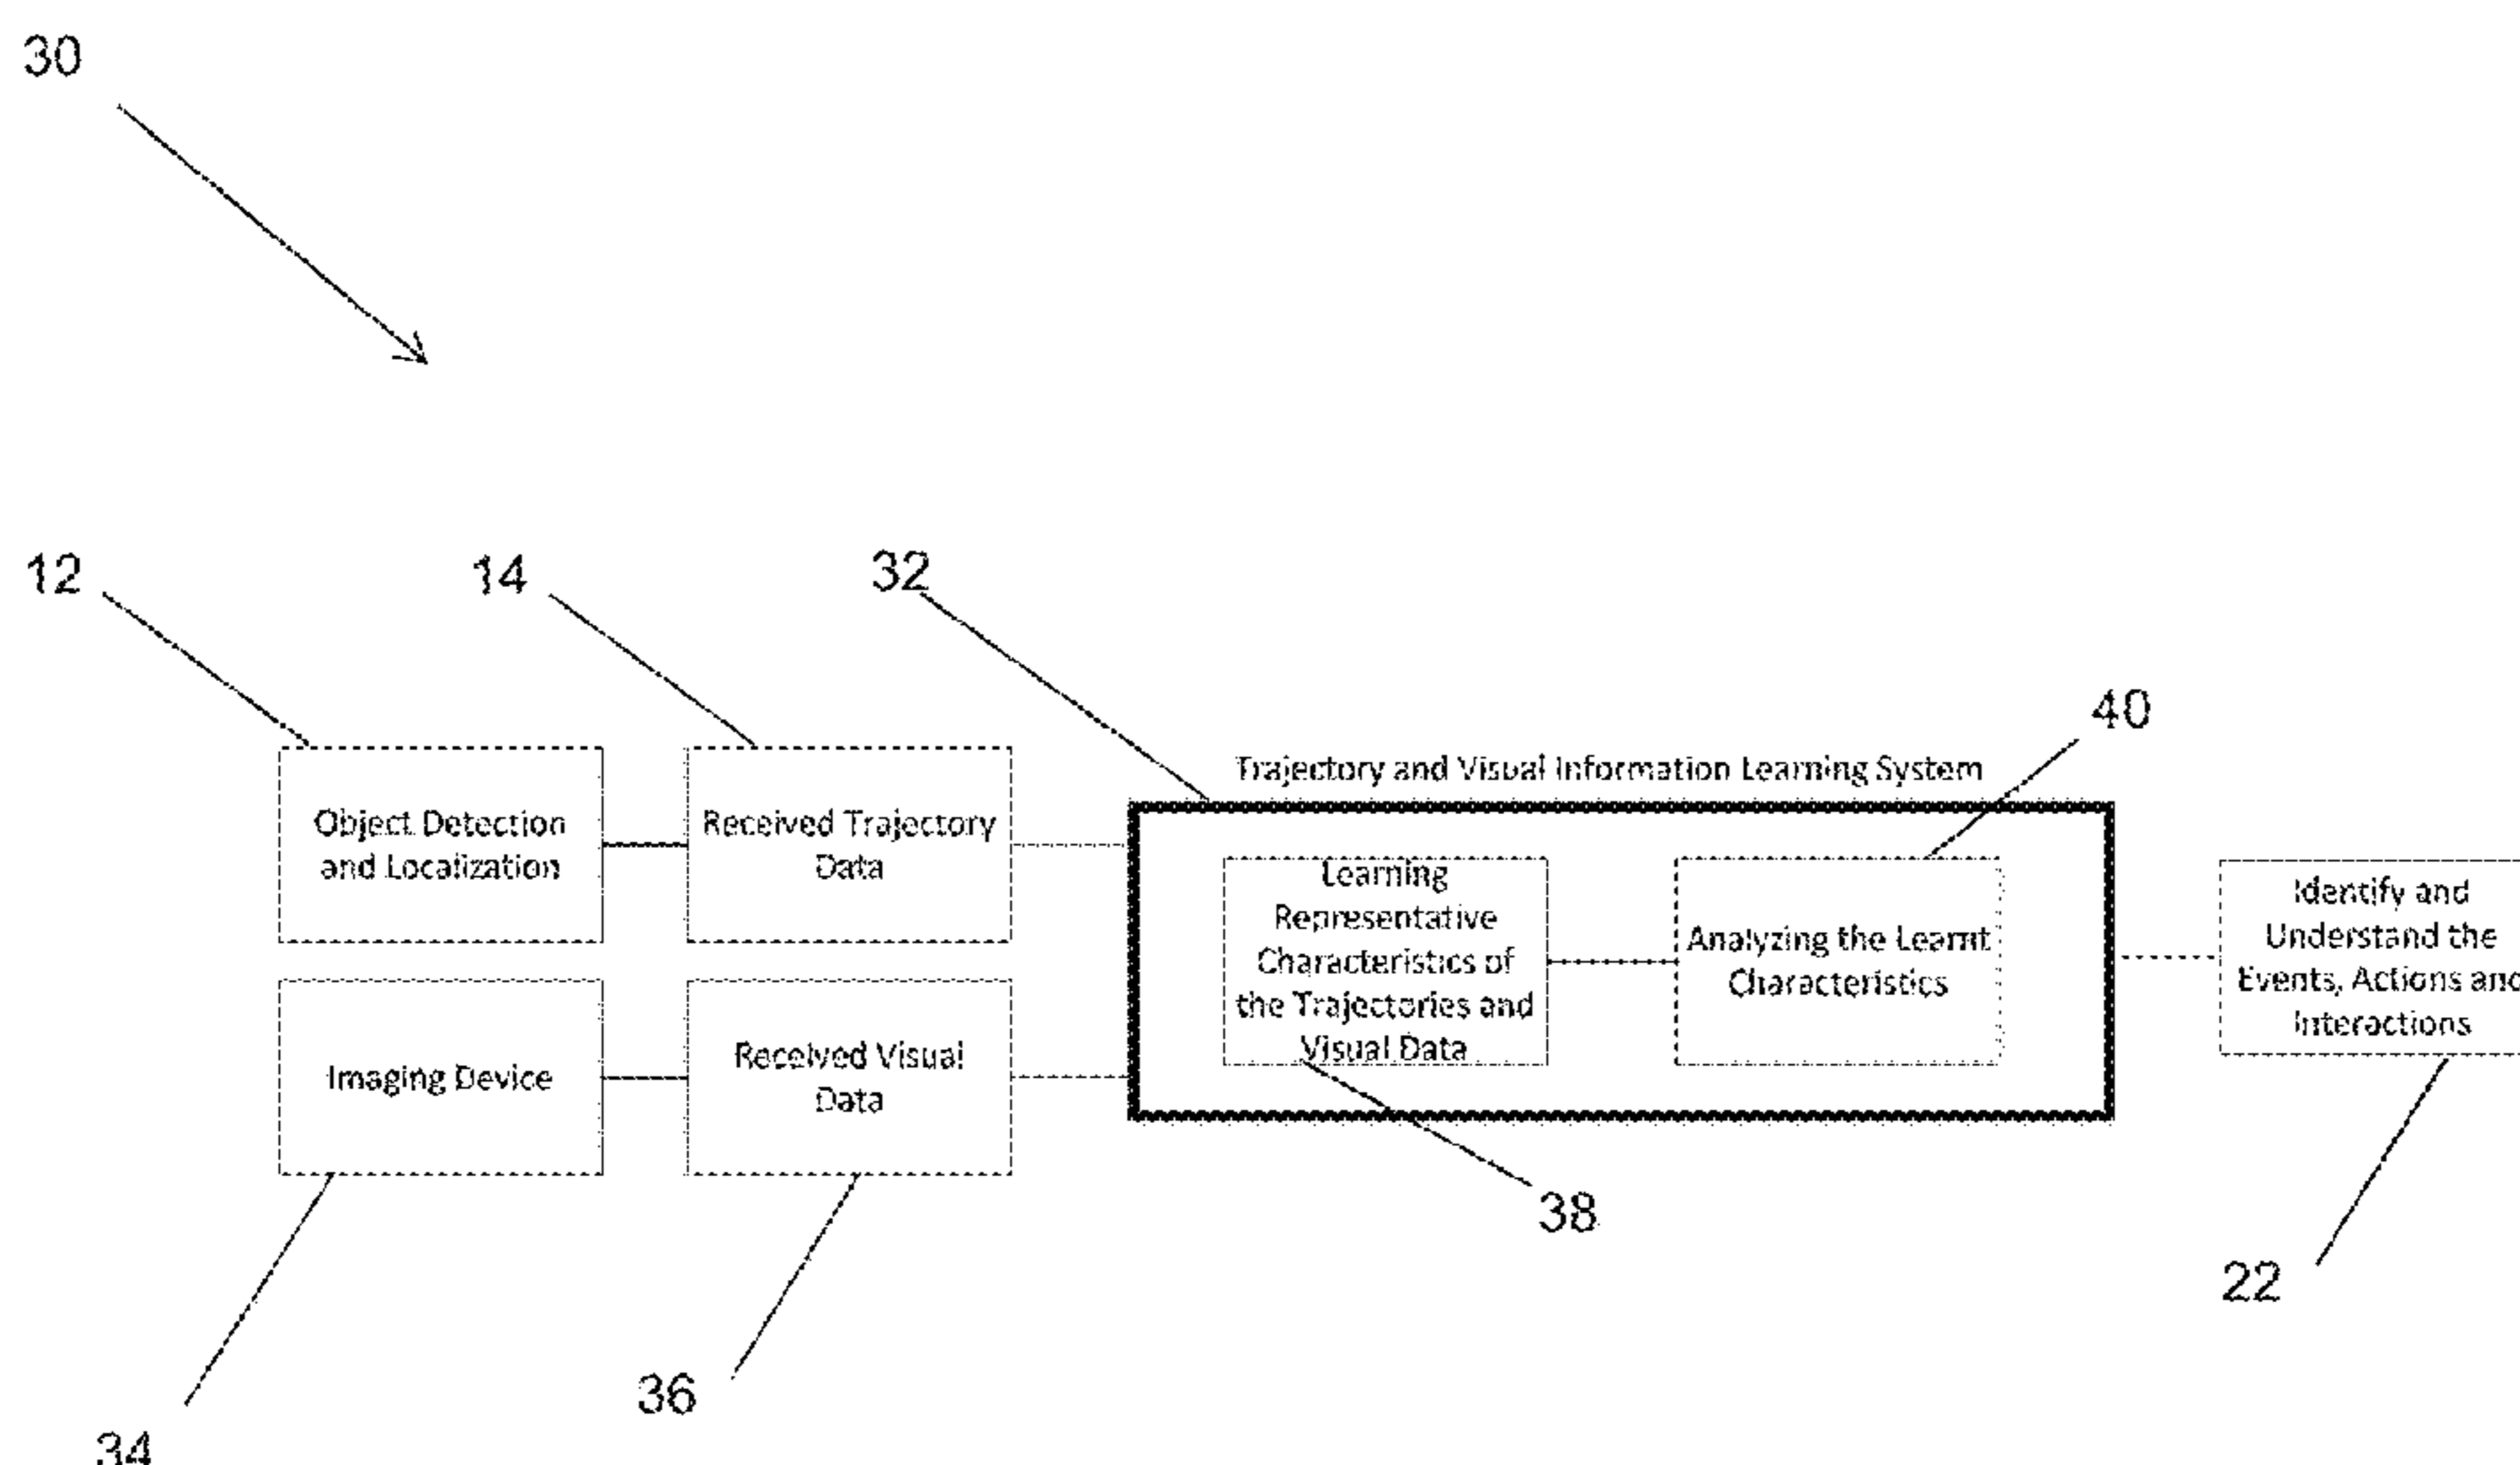 30
12
14
32
40
Trajectory and Visual Information Learning System
Object Detection
and Localization
Received Trajectory
Data
Learning
Representative
Characteristics of
the Trajectories and
Visual Data
Analyzing the Learnt
Characteristics
Identify and
Understand the
Events, Actions and
Interactions
Imaging Device
Received Visual
Data
38
22
36
34